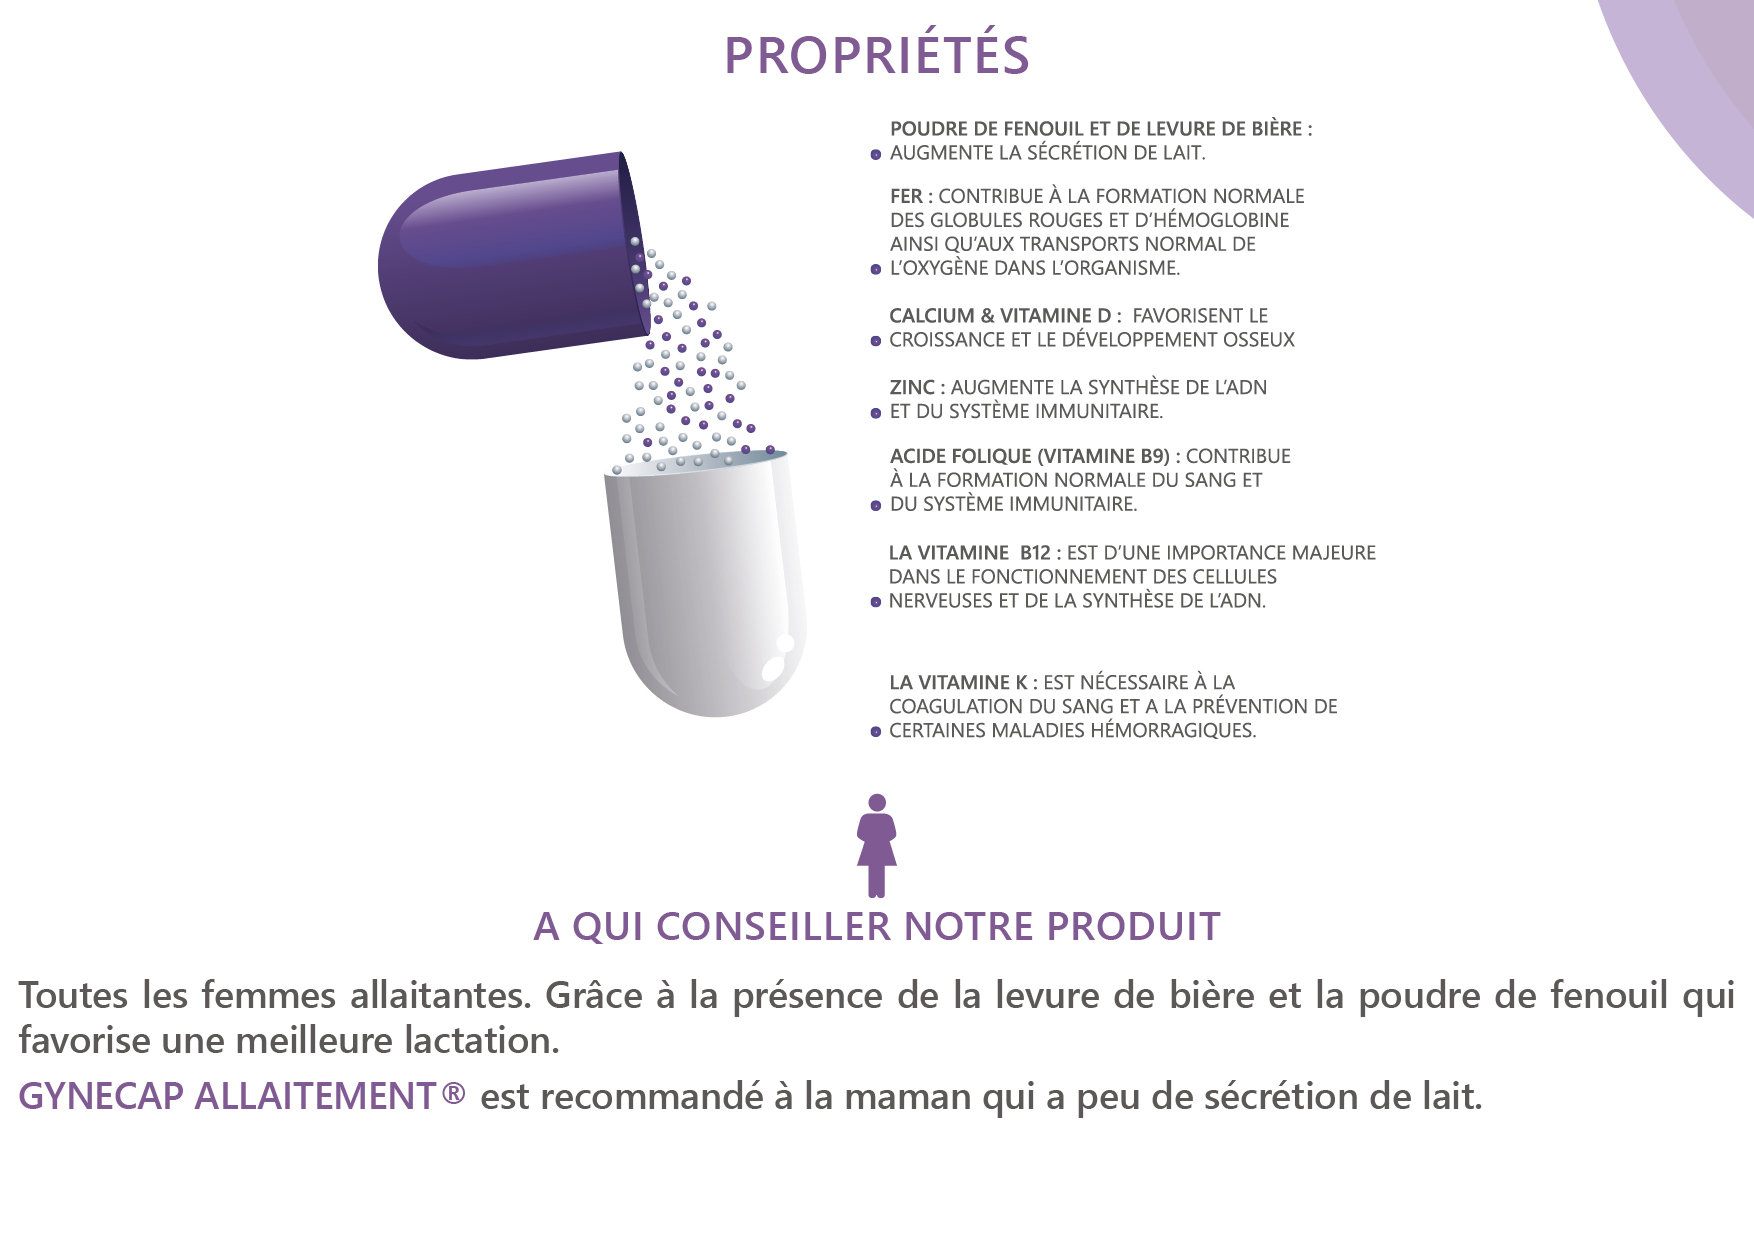 PROPRIÉTÉS
POUDRE DE FENOUIL ET DE LEVURE DE BIÈRE :
AUGMENTE LA SÉCRÉTION DE LAIT.
FER : CONTRIBUE À LA FORMATION NORMALE
DES GLOBULES ROUGES ET D’HÉMOGLOBINE
AINSI QU’AUX TRANSPORTS NORMAL DE
L’OXYGÈNE DANS L’ORGANISME.
CALCIUM & VITAMINE D : FAVORISENT LE
CROISSANCE ET LE DÉVELOPPEMENT OSSEUX
ZINC : AUGMENTE LA SYNTHÈSE DE L’ADN
ET DU SYSTÈME IMMUNITAIRE.
ACIDE FOLIQUE (VITAMINE B9) : CONTRIBUE
À LA FORMATION NORMALE DU SANG ET
DU SYSTÈME IMMUNITAIRE.
LA VITAMINE B12 : EST D’UNE IMPORTANCE MAJEURE
DANS LE FONCTIONNEMENT DES CELLULES
NERVEUSES ET DE LA SYNTHÈSE DE L’ADN.
LA VITAMINE K : EST NÉCESSAIRE À LA
COAGULATION DU SANG ET A LA PRÉVENTION DE
CERTAINES MALADIES HÉMORRAGIQUES.
A QUI CONSEILLER NOTRE PRODUIT
Toutes les femmes allaitantes. Grâce à la présence de la levure de bière et la poudre de fenouil qui
favorise une meilleure lactation.
GYNECAP ALLAITEMENT® est recommandé à la maman qui a peu de sécrétion de lait.